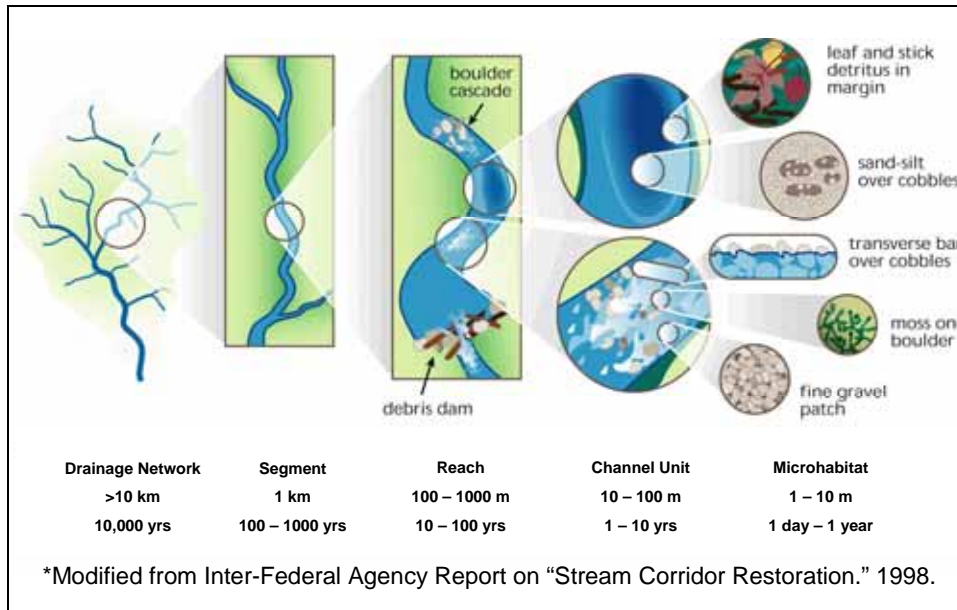 boulder
cascade
debris dam
leaf and stick
detritus in
margin
sand-silt
over cobbles
transverse ba
over cobbles
moss on
boulder
fine gravel
patch
Drainage Network Segment Reach Channel Unit Microhabitat
>10 km 1 km 100 – 1000 m 10 – 100 m 1 – 10 m
10,000 yrs 100 – 1000 yrs 10 – 100 yrs 1 – 10 yrs 1 day – 1 year
*Modified from Inter-Federal Agency Report on “Stream Corridor Restoration.” 1998.